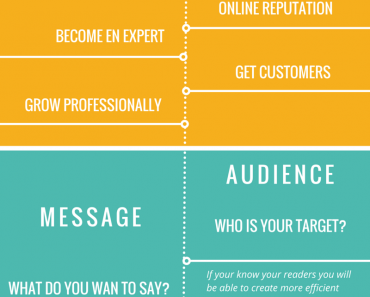 ONLINE REPUTATION
BECOME EN EXPERT
GET CUSTOMERS
GROW PROFESSIONALLY
AUDIENCE
MESSAGE
WHO IS YOUR TARGET?
If your know your readers you will
be able to create more efficient
WHAT DO YOU WAN TO SAY?